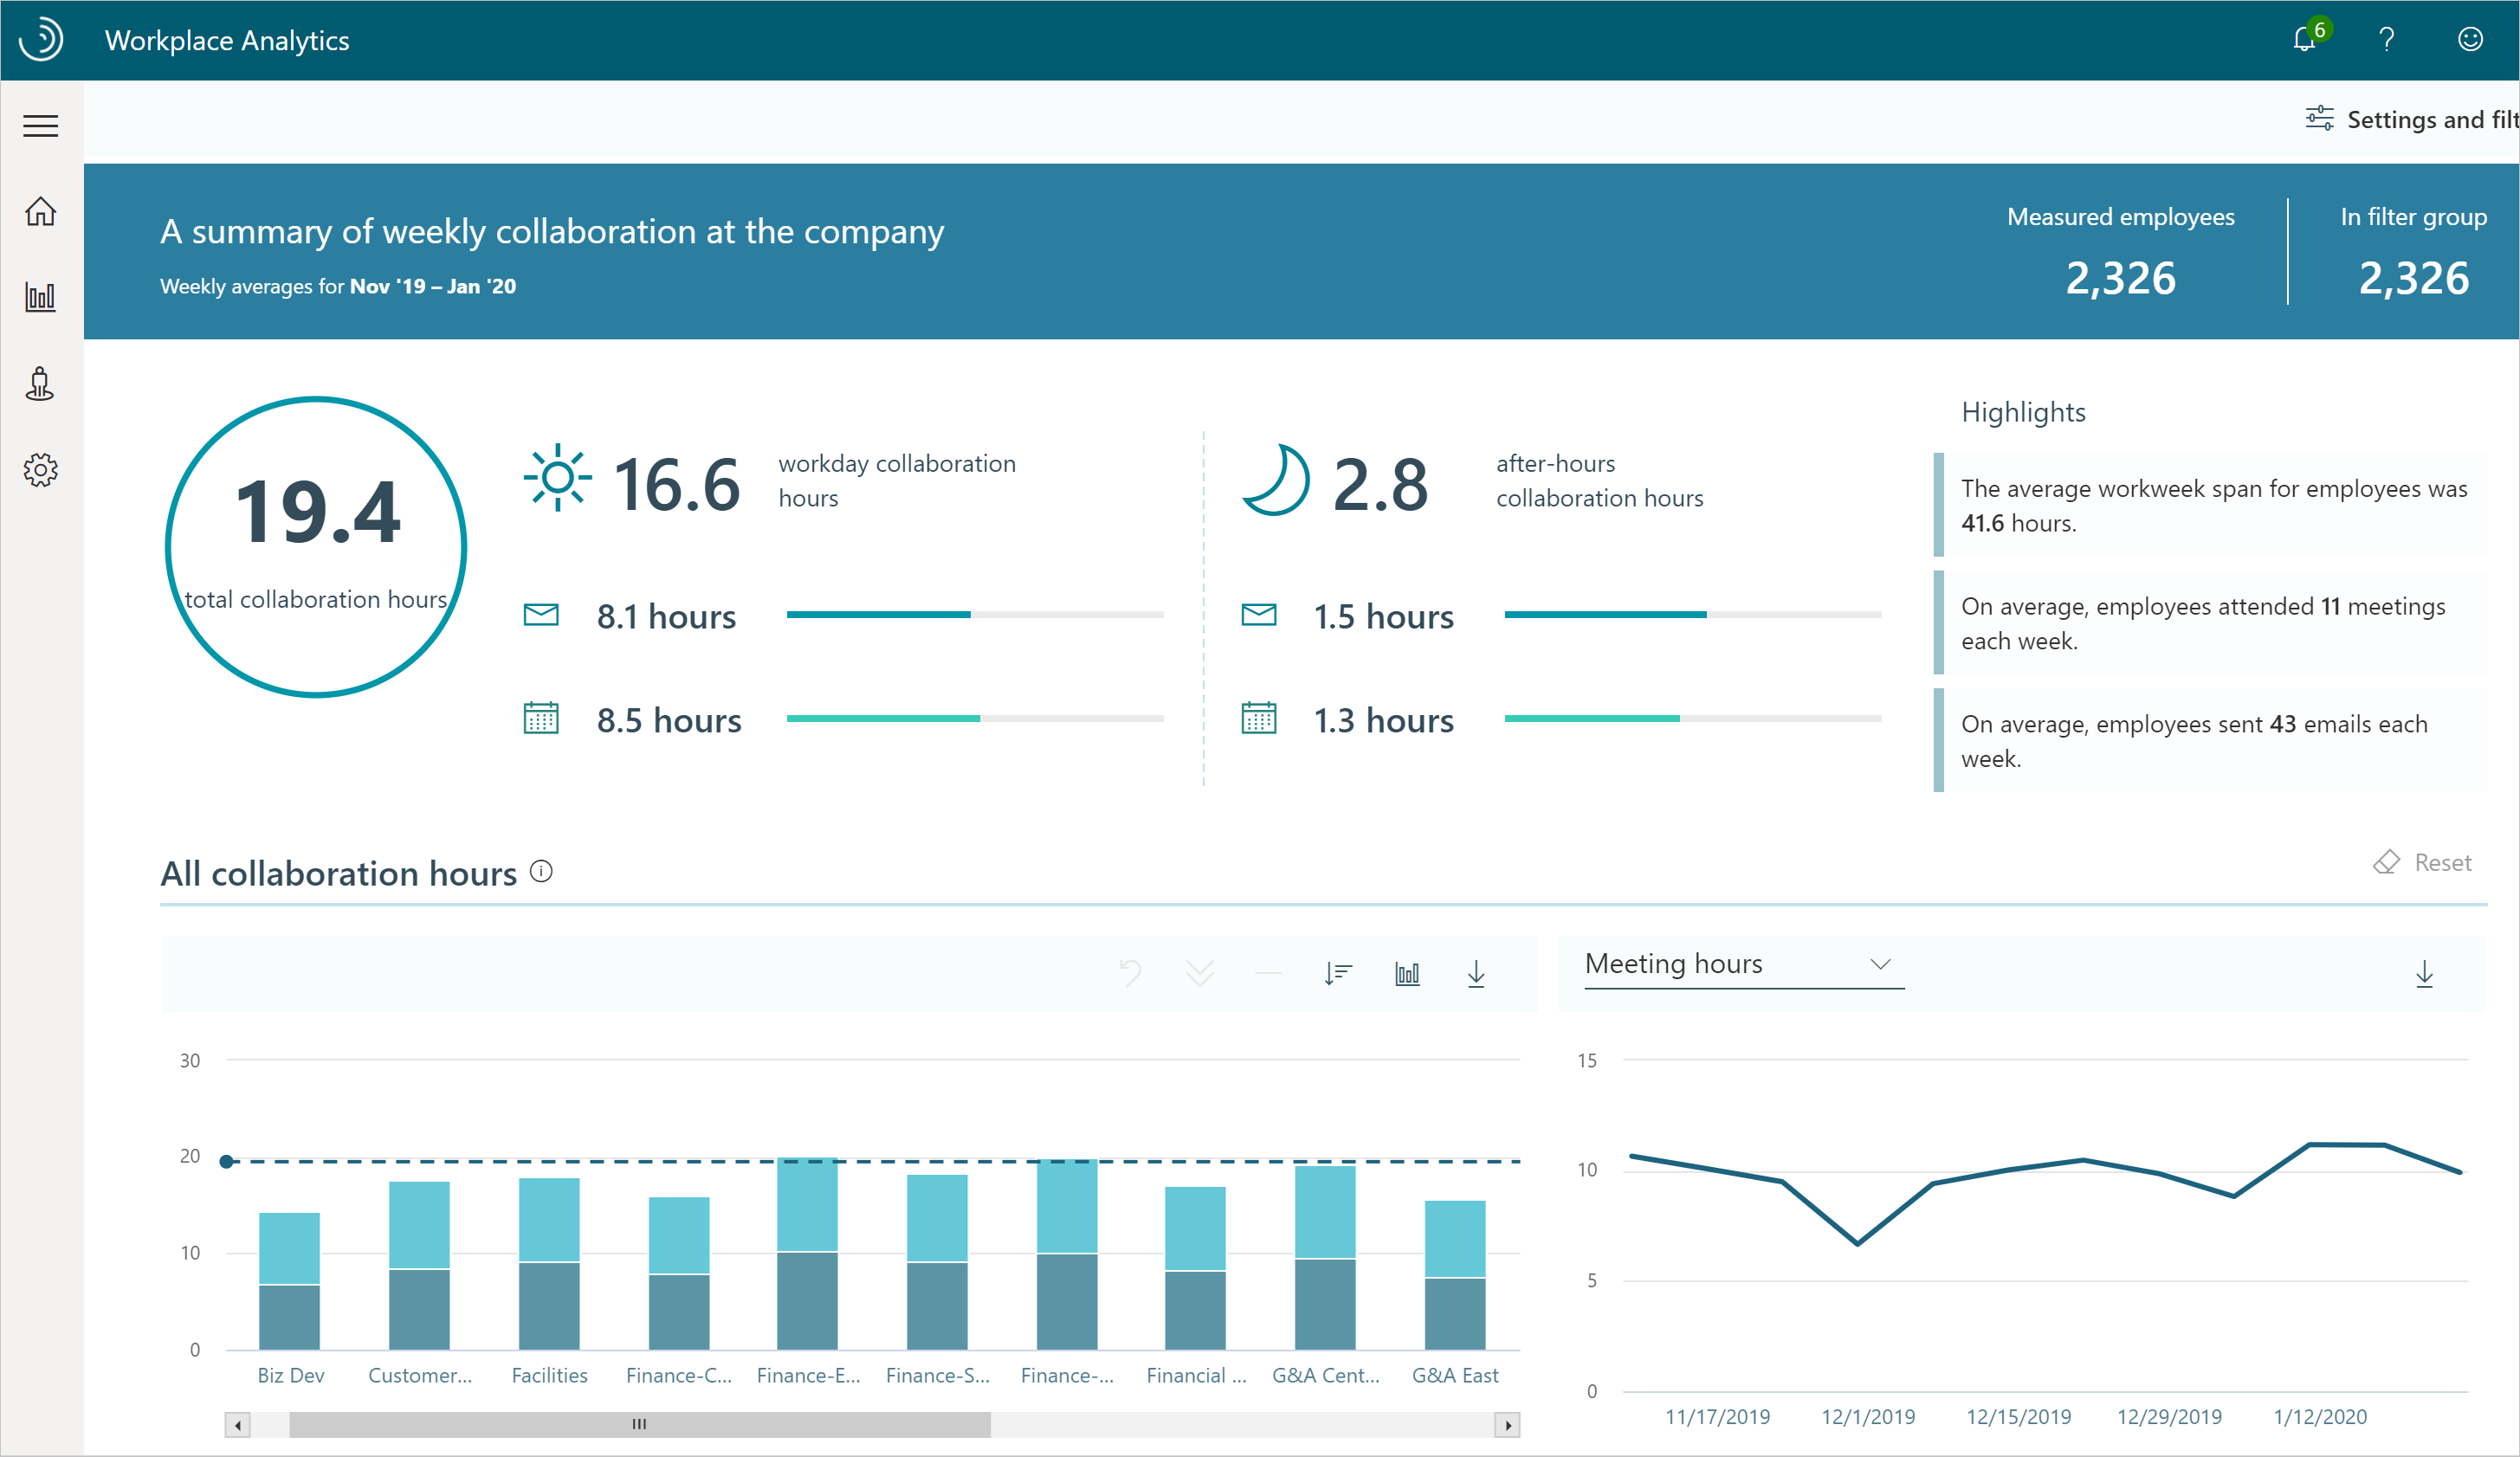 Workplace Analytics
6
Settings and filt
A summary of weekly collaboration at the company
Weekly averages for Nov '19 – Jan '20
Measured employees
2,326
In filter group
2,326
19.4
total collaboration hours
16.6
workday collaboration
hours
8.1 hours
8.5 hours
2.8
after-hours
collaboration hours
1.5 hours
1.3 hours
Highlights
The average workweek span for employees was
41.6 hours.
On average, employees attended 11 meetings
each week.
On average, employees sent 43 emails each
week.
All collaboration hours
Reset
30
20
10
0
Biz Dev
Customer...
Facilities
Finance-C...
Finance-E...
Finance-S...
Finance-...
Financial ...
G&A Cent...
G&A East
Meeting hours
15
10
5
0
11/17/2019
12/1/2019
12/15/2019
12/29/2019
1/12/2020